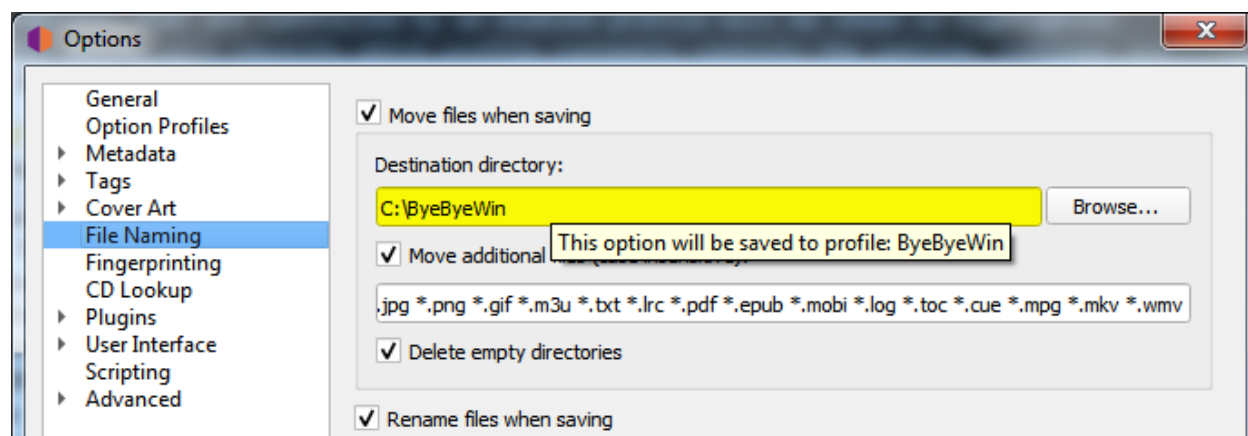 Options
x
General
Option Profiles
Metadata
Tags
Cover Art
File Naming
Fingerprinting
CD Lookup
Plugins
User Interface
Scripting
Advanced
Move files when saving
Destination directory:
C:\ByeByeWin
Browse...
This option will be saved to profile: ByeByeWin
Move additional
.jpg *.png *.gif *.m3u *.txt *.lrc *.pdf *.epub *.mobi *.log *.toc *.cue *.mpg *.mkv *.wmv
Delete empty directories
Rename files when saving